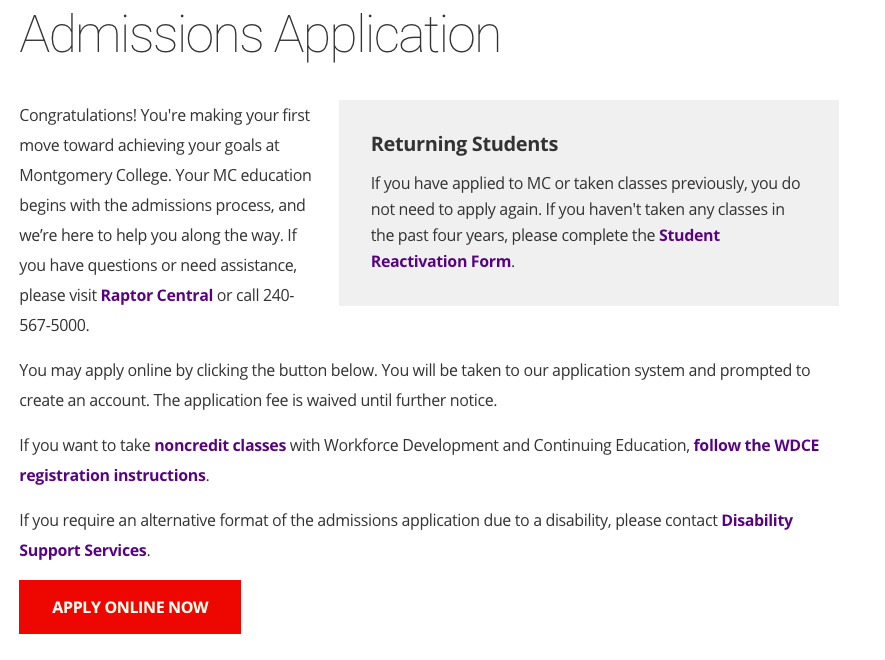 Admissions Application
Congratulations! You're making your first
move toward achieving your goals at
Montgomery College. Your MC education
begins with the admissions process, and
we’re here to help you along the way. If
you have questions or need assistance,
please visit Raptor Central or call 240-
567-5000.
Returning Students
If you have applied to MC or taken classes previously, you do
not need to apply again. If you haven't taken any classes in
the past four years, please complete the Student
Reactivation Form.
You may apply online by clicking the button below. You will be taken to our application system and prompted to
create an account. The application fee is waived until further notice.
If you want to take noncredit classes with Workforce Development and Continuing Education, follow the WDCE
registration instructions.
If you require an alternative format of the admissions application due to a disability, please contact Disability
Support Services.
APPLY ONLINE NOW